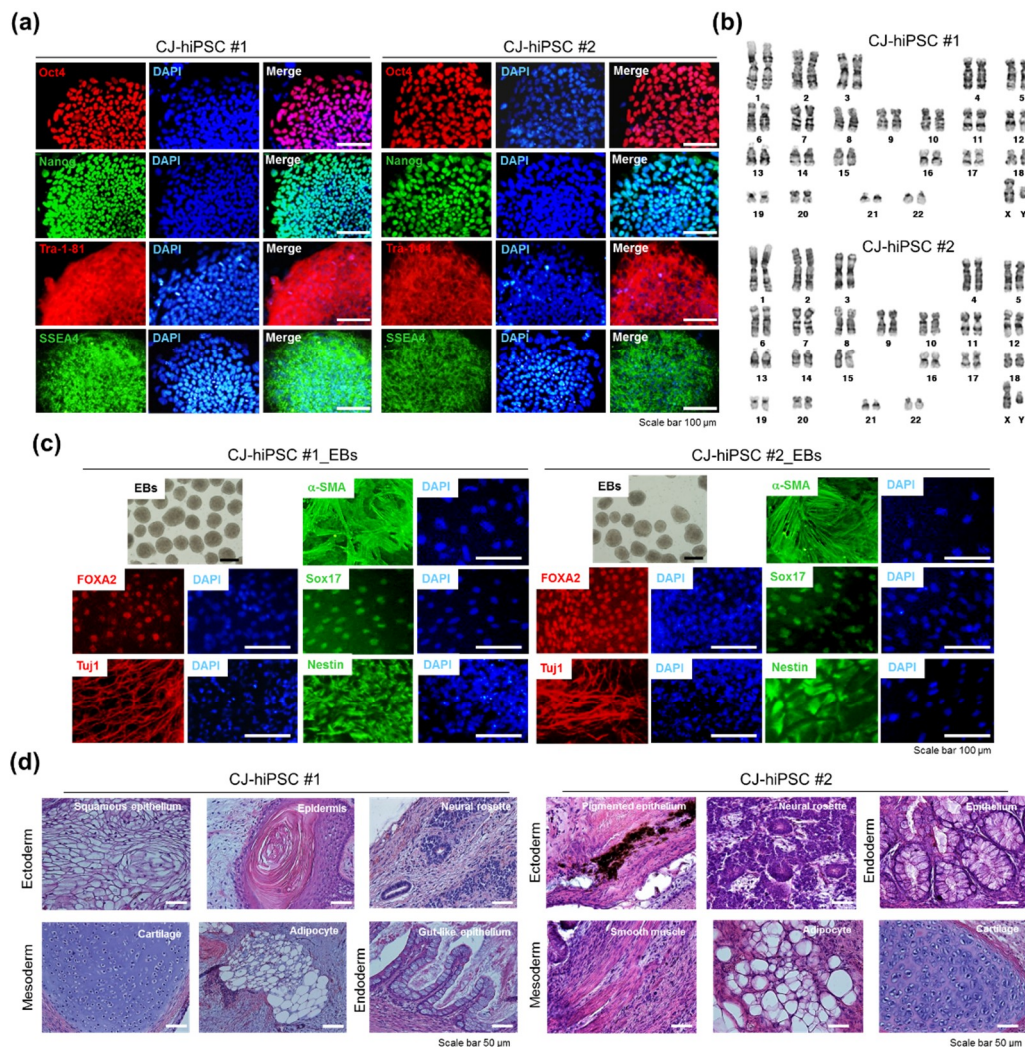 (a)
CJ-hiPSC #1 CJ-hiPSC #2
Oct4 DAPI Merge Oct4 DAPI Merge
Nanog DAPI Merge Nanog DAPI Merge
Tra-1-81 DAPI Merge Tra-1-81 DAPI Merge
SSEA4 DAPI Merge SSEA4 DAPI Merge
Scale bar 100 µm
(b)
CJ-hiPSC #1
1 2 3 4 5
6 7 8 9 10 11 12
13 14 15 16 17 18
19 20 21 22 X Y
CJ-hiPSC #2
1 2 3 4 5
6 7 8 9 10 11 12
13 14 15 16 17 18
19 20 21 22 X Y
(c)
CJ-hiPSC #1_EBs CJ-hiPSC #2_EBs
EBs α-SMA DAPI EBs α-SMA DAPI
FOXA2 DAPI Sox17 DAPI FOXA2 DAPI Sox17 DAPI
Tuj1 DAPI Nestin DAPI Tuj1 DAPI Nestin DAPI
Scale bar 100 µm
(d)
CJ-hiPSC #1 CJ-hiPSC #2
Ectoderm Squamous epithelium Epidermis Neural rosette Ectoderm Pigmented epithelium Neural rosette Endoderm Epithelium
Mesoderm Cartilage Adipocyte Endoderm Gut-like epithelium Mesoderm Smooth muscle Adipocyte Cartilage
Scale bar 50 µm Scale bar 50 µm